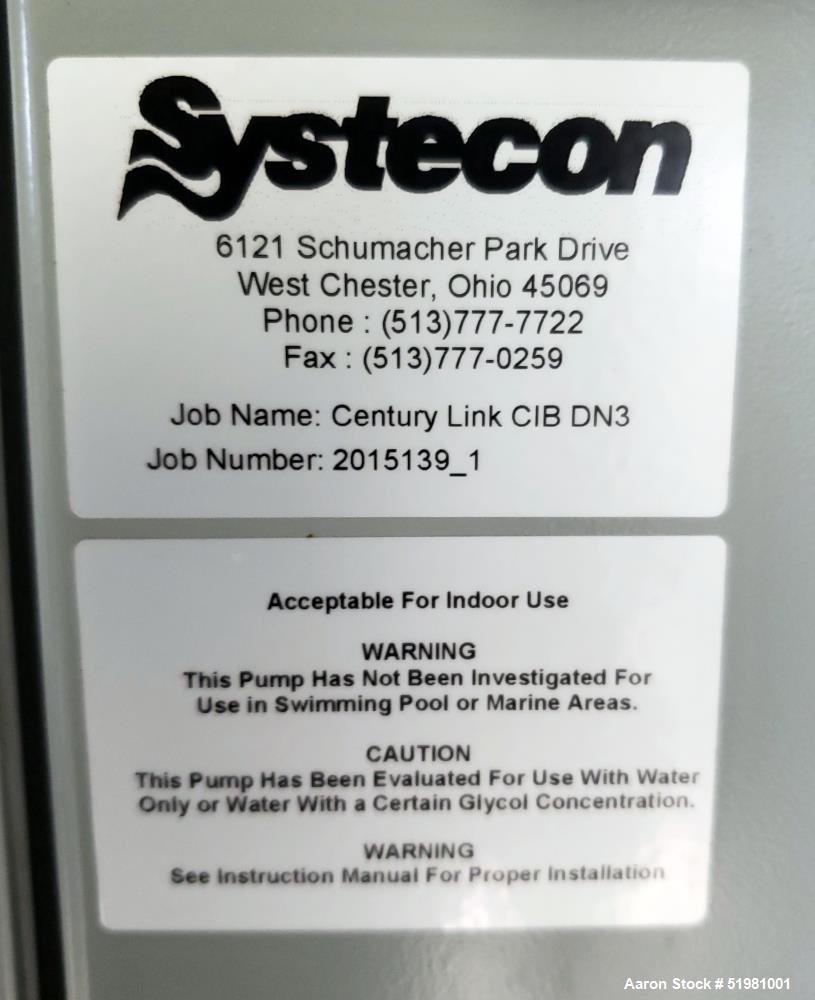 Systecon
6121 Schumacher Park Drive
West Chester, Ohio 45069
Phone : (513)777-7722
Fax : (513)777-0259
Job Name: Century Link CIB DN3
Job Number: 2015139_1
Acceptable For Indoor Use
WARNING
This Pump Has Not Been Investigated For
Use in Swimming Pool or Marine Areas.
CAUTION
This Pump Has Been Evaluated For Use With Water
Only or Water With a Certain Glycol Concentration.
WARNING
See Instruction Manual For Proper Installation
Aaron Stock # 51981001